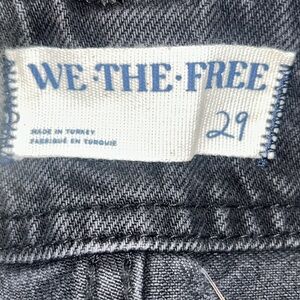 WE·THE·FREE
29
MADE IN TURKEY
FABRIQUÉ EN TURQUIE